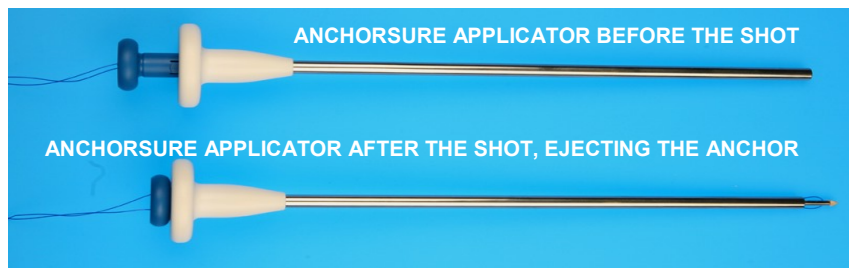 ANCHORSURE APPLICATOR BEFORE THE SHOT
ANCHORSURE APPLICATOR AFTER THE SHOT, EJECTING THE ANCHOR